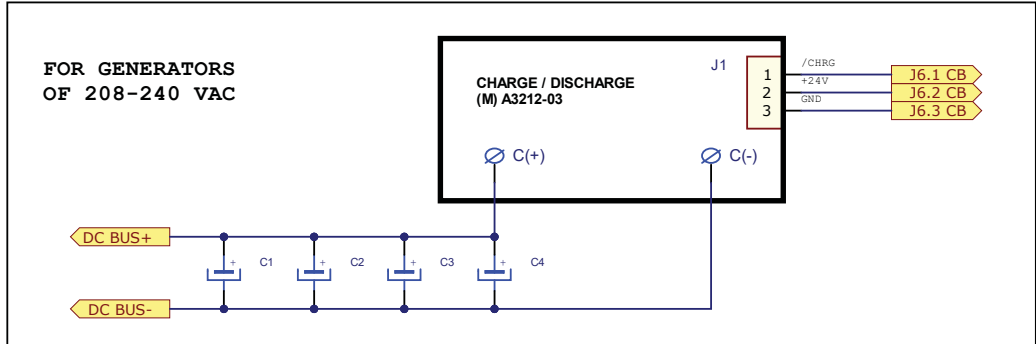 FOR GENERATORS
OF 208-240 VAC
CHARGE / DISCHARGE
(M) A3212-03
J1
1
2
3
/CHRG
+24V
GND
J6.1 CB
J6.2 CB
J6.3 CB
C(+)
C(-)
DC BUS+
+ C1
+ C2
+ C3
+ C4
DC BUS-